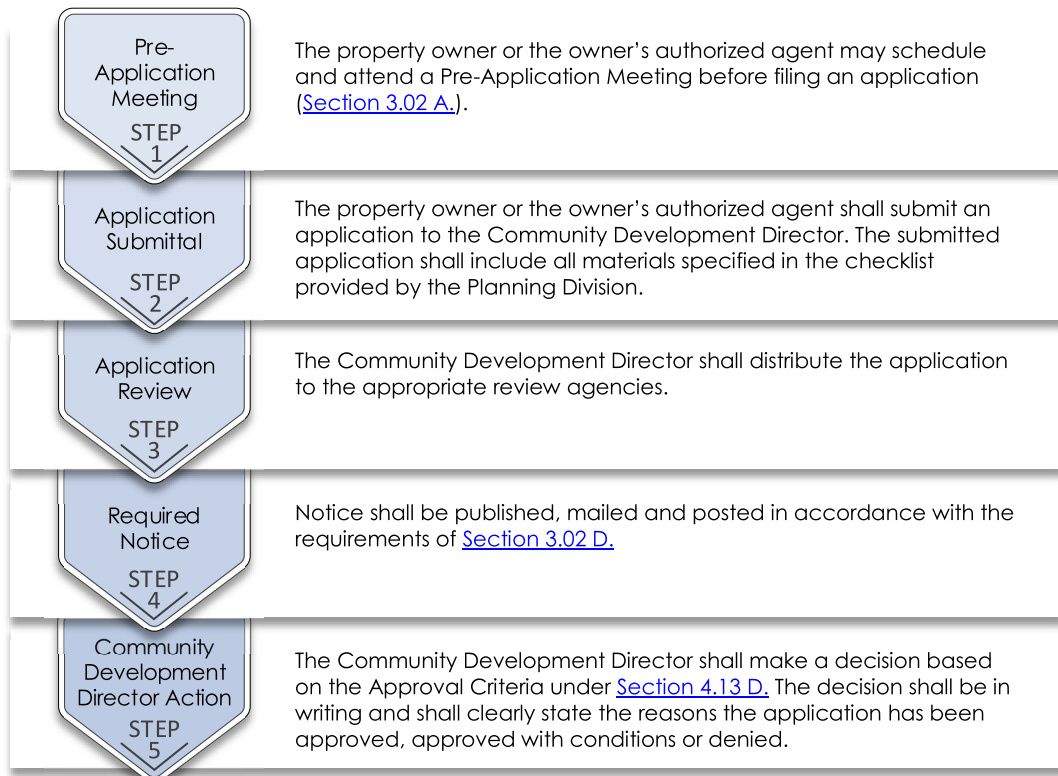 Pre-
Application
Meeting
STEP
1
The property owner or the owner’s authorized agent may schedule
and attend a Pre-Application Meeting before filing an application
(Section 3.02 A.).
Application
Submittal
STEP
2
The property owner or the owner’s authorized agent shall submit an
application to the Community Development Director. The submitted
application shall include all materials specified in the checklist
provided by the Planning Division.
Application
Review
STEP
3
The Community Development Director shall distribute the application
to the appropriate review agencies.
Required
Notice
STEP
4
Notice shall be published, mailed and posted in accordance with the
requirements of Section 3.02 D.
Community
Development
Director Action
STEP
5
The Community Development Director shall make a decision based
on the Approval Criteria under Section 4.13 D. The decision shall be in
writing and shall clearly state the reasons the application has been
approved, approved with conditions or denied.